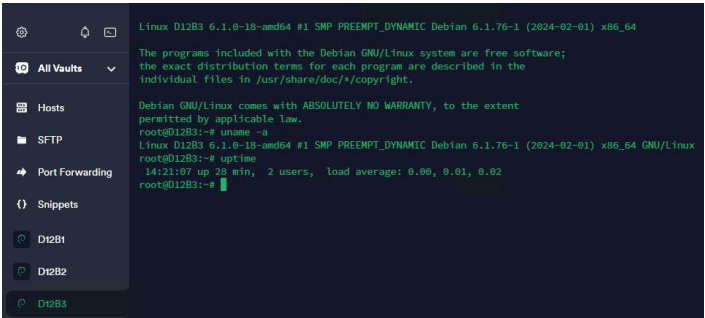 All Vaults
Hosts
SFTP
Port Forwarding
{} Snippets
D12B1
D12B2
D12B3
Linux D12B3 6.1.0-18-amd64 #1 SMP PREEMPT_DYNAMIC Debian 6.1.76-1 (2024-02-01) x86_64
The programs included with the Debian GNU/Linux system are free software;
the exact distribution terms for each program are described in the
individual files in /usr/share/doc/*/copyright.
Debian GNU/Linux comes with ABSOLUTELY NO WARRANTY, to the extent
permitted by applicable law.
root@D12B3:~# uname -a
Linux D12B3 6.1.0-18-amd64 #1 SMP PREEMPT_DYNAMIC Debian 6.1.76-1 (2024-02-01) x86_64 GNU/Linux
root@D12B3:~# uptime
 14:21:07 up 28 min,  2 users,  load average: 0.00, 0.01, 0.02
root@D12B3:~#